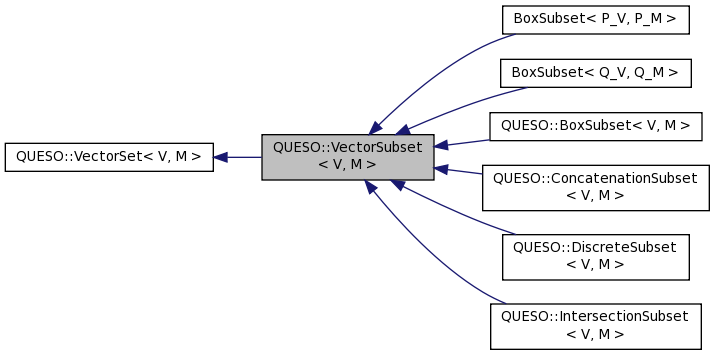 BoxSubset< P_V, P_M >
BoxSubset< Q_V, Q_M >
QUESO::BoxSubset< V, M >
QUESO::VectorSubset
< V, M >
QUESO::VectorSet< V, M >
QUESO::ConcatenationSubset
< V, M >
QUESO::DiscreteSubset
< V, M >
QUESO::IntersectionSubset
< V, M >